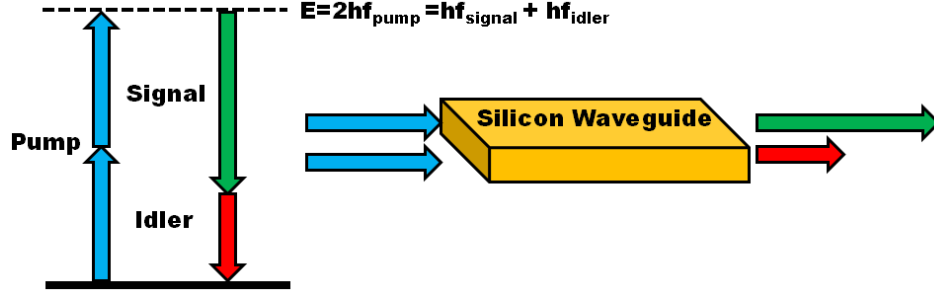 E=2hfpump =hfsignal + hfidler
Signal
Silicon Waveguide
Pump
Idler